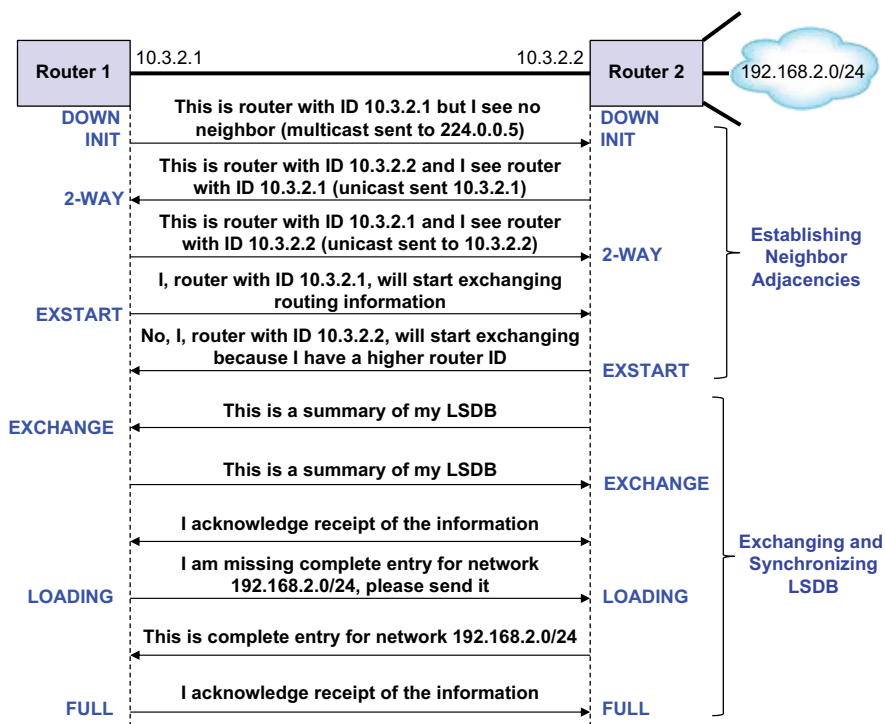 Router 1
10.3.2.1
10.3.2.2
Router 2
192.168.2.0/24
This is router with ID 10.3.2.1 but I see no
neighbor (multicast sent to 224.0.0.5)
DOWN
INIT
DOWN
INIT
This is router with ID 10.3.2.2 and I see router
with ID 10.3.2.1 (unicast sent 10.3.2.1)
2-WAY
This is router with ID 10.3.2.1 and I see router
with ID 10.3.2.2 (unicast sent to 10.3.2.2)
2-WAY
Establishing
Neighbor
Adjacencies
I, router with ID 10.3.2.1, will start exchanging
routing information
EXSTART
No, I, router with ID 10.3.2.2, will start exchanging
because I have a higher router ID
EXSTART
This is a summary of my LSDB
EXCHANGE
This is a summary of my LSDB
EXCHANGE
I acknowledge receipt of the information
Exchanging and
Synchronizing
LSDB
I am missing complete entry for network
192.168.2.0/24, please send it
LOADING
LOADING
This is complete entry for network 192.168.2.0/24
I acknowledge receipt of the information
FULL
FULL